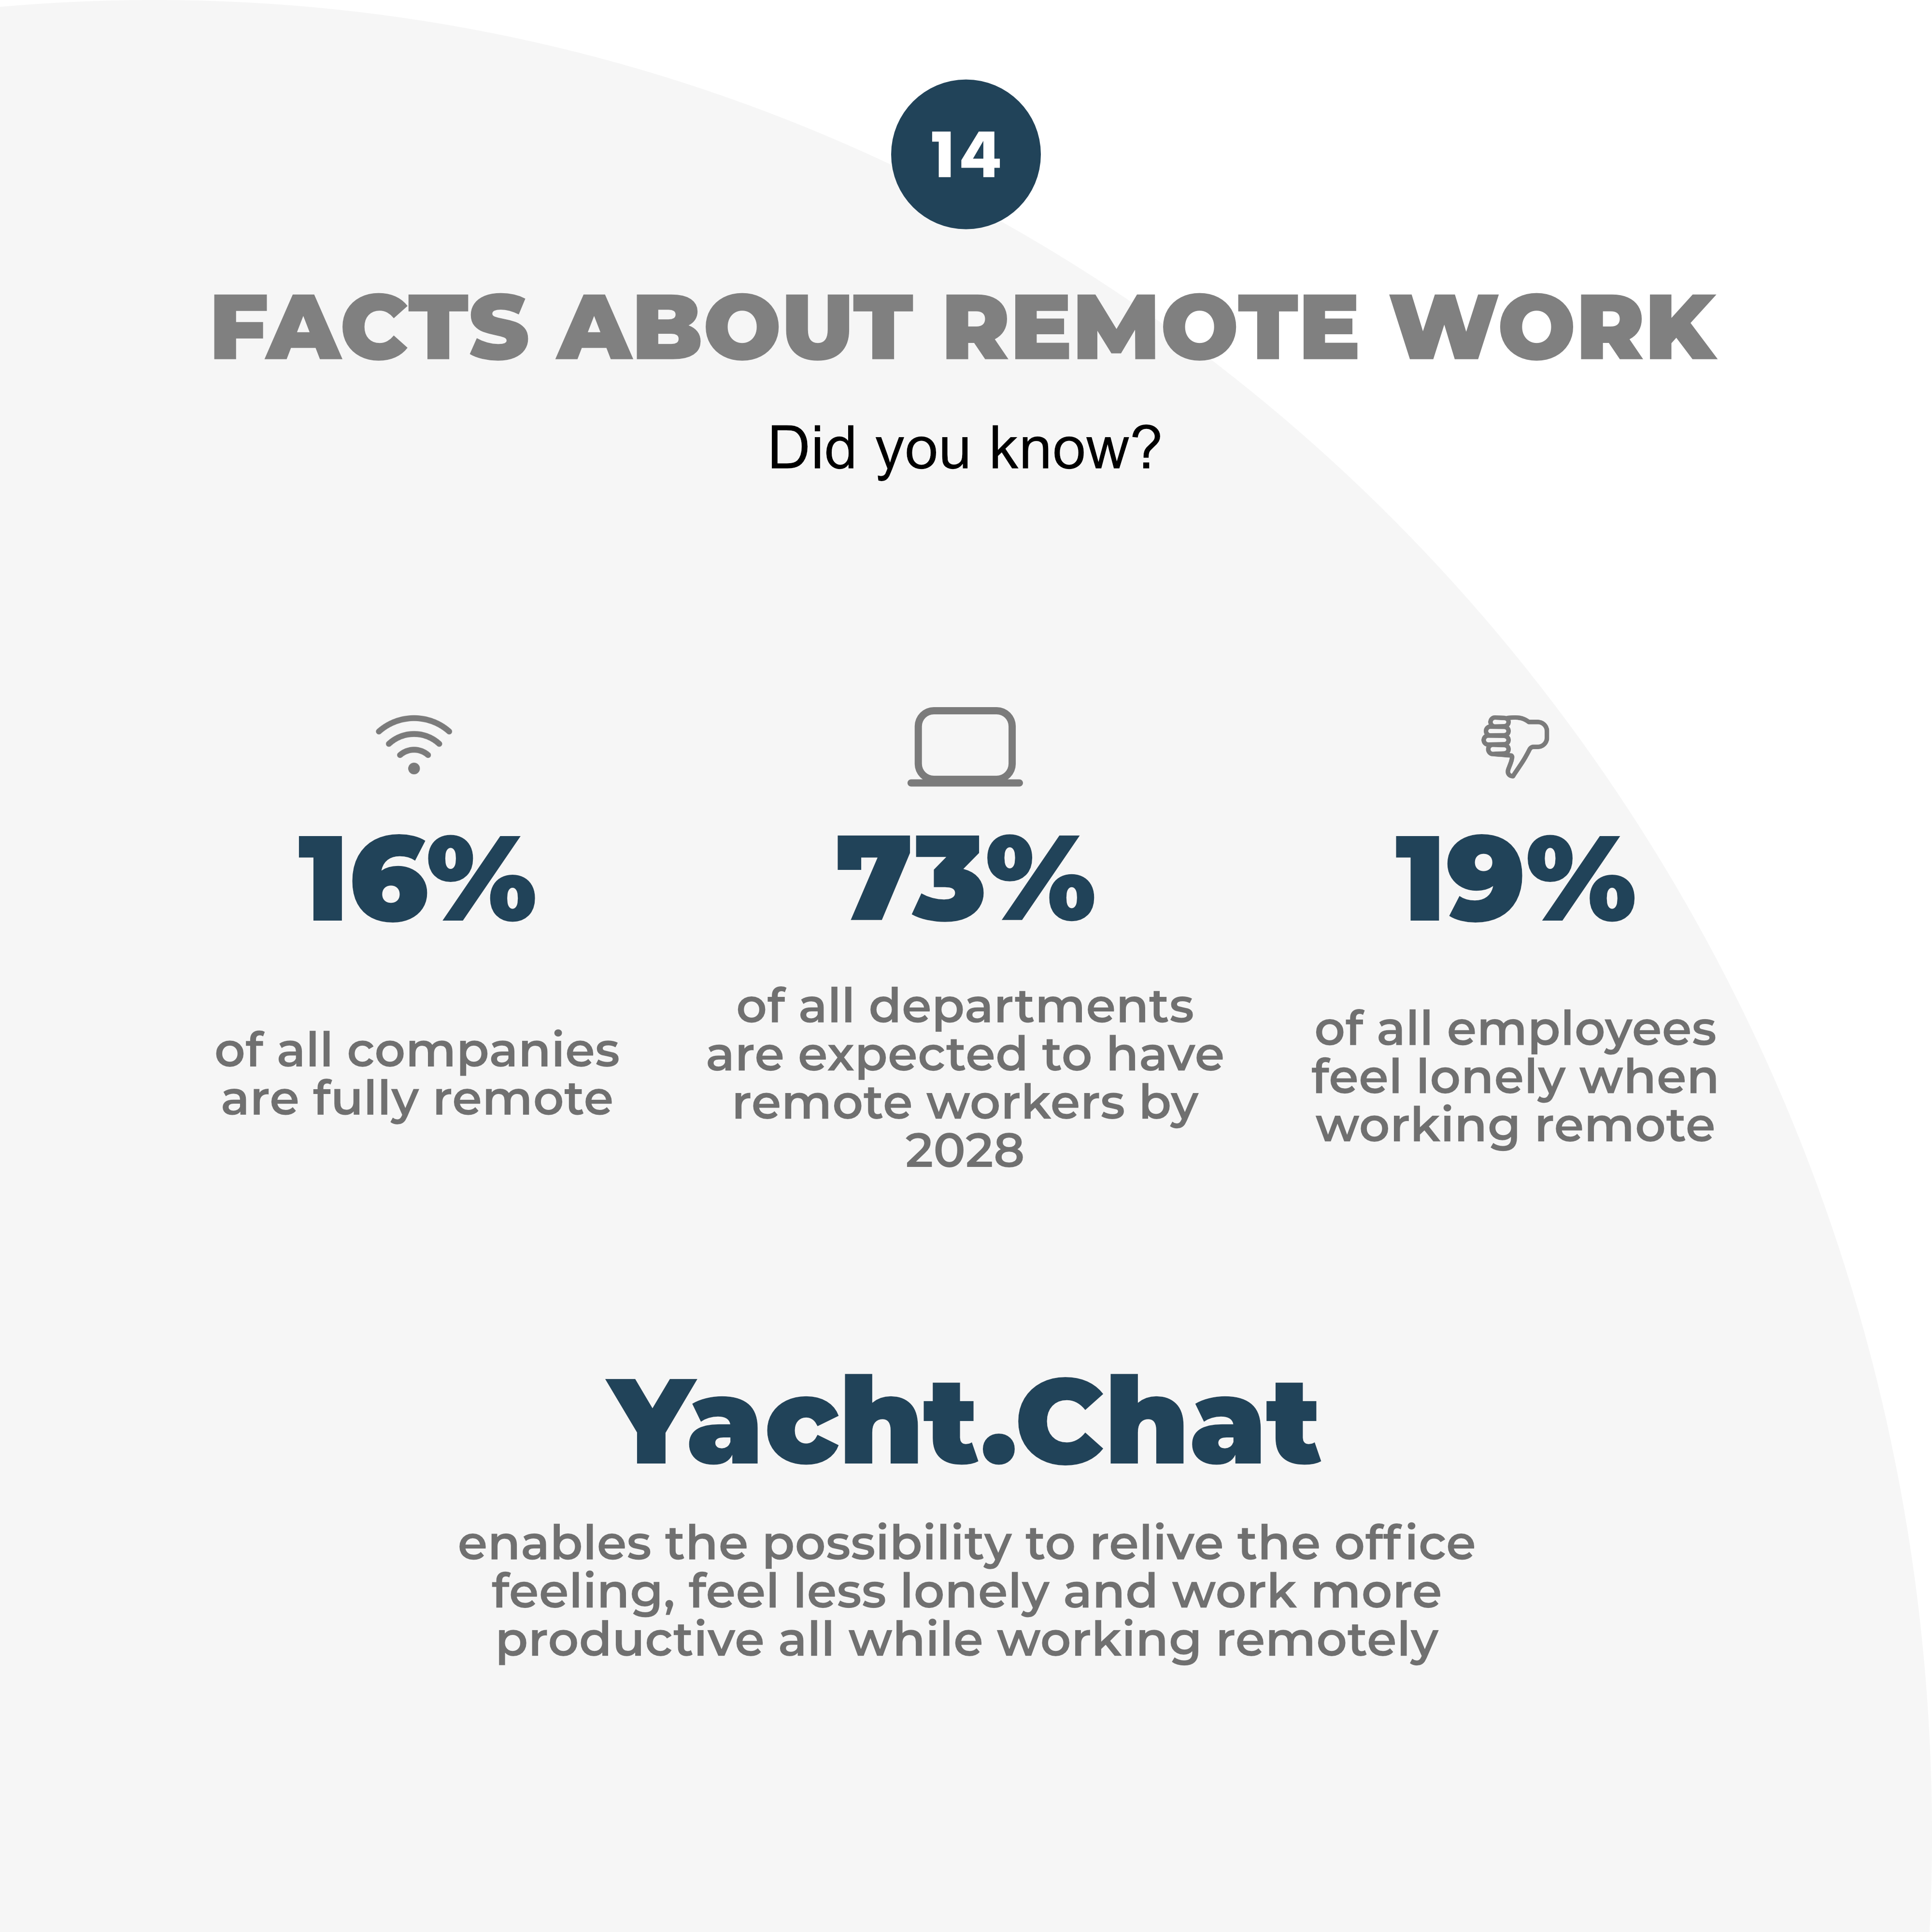 14
FACTS ABOUT REMOTE WORK
Did you know?
16%
of all companies
are fully remote
73%
of all departments
are expected to have
remote workers by
2028
19%
of all employees
feel lonely when
working remote
Yacht.Chat
enables the possibility to relive the office
feeling, feel less lonely and work more
productive all while working remotely